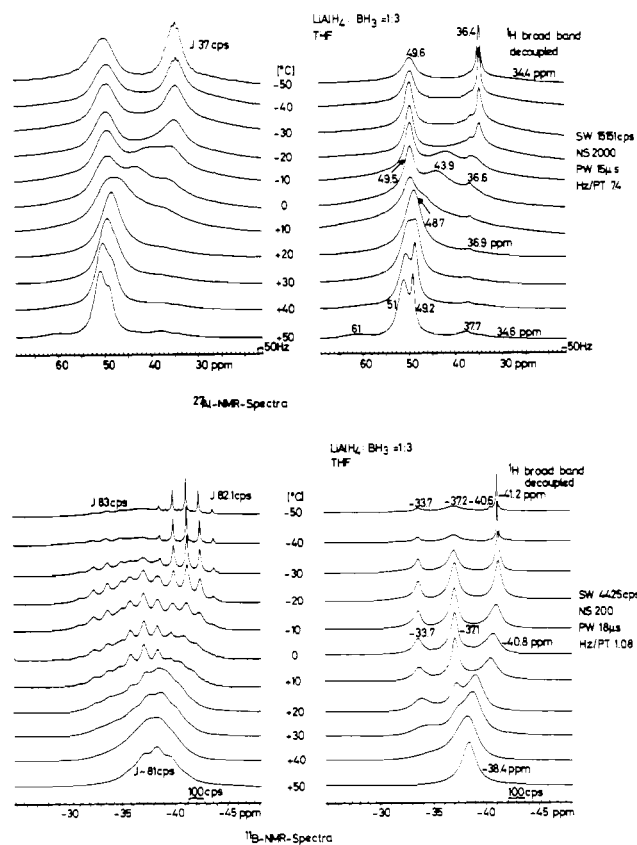 LiAlH4 : BH3 =1:3
THF
1H broad band decoupled
J 37 cps
[°C]
-50
-40
-30
-20
-10
0
+10
+20
+30
+40
+50
49.6
36.4
34.4 ppm
SW 15151cps
NS 2000
PW 15µs
Hz/PT 7.4
49.5
43.9
36.6
48.7
36.9 ppm
51
49.2
61
37.7
34.6 ppm
50Hz
60 50 40 30 ppm
50Hz
60 50 40 30 ppm
27Al-NMR-Spectra
LiAlH4 : BH3 =1:3
THF
1H broad band decoupled
J 83cps
J 82.1cps
[°C]
-50
-40
-30
-20
-10
0
+10
+20
+30
+40
+50
-33.7
-37.2
-40.6
-41.2 ppm
SW 4425cps
NS 200
PW 18µs
Hz/PT 1.08
-33.7
-37.1
-40.8 ppm
J~81cps
-38.4 ppm
100cps
100cps
-30 -35 -40 -45 ppm
-30 -35 -40 -45 ppm
11B-NMR-Spectra